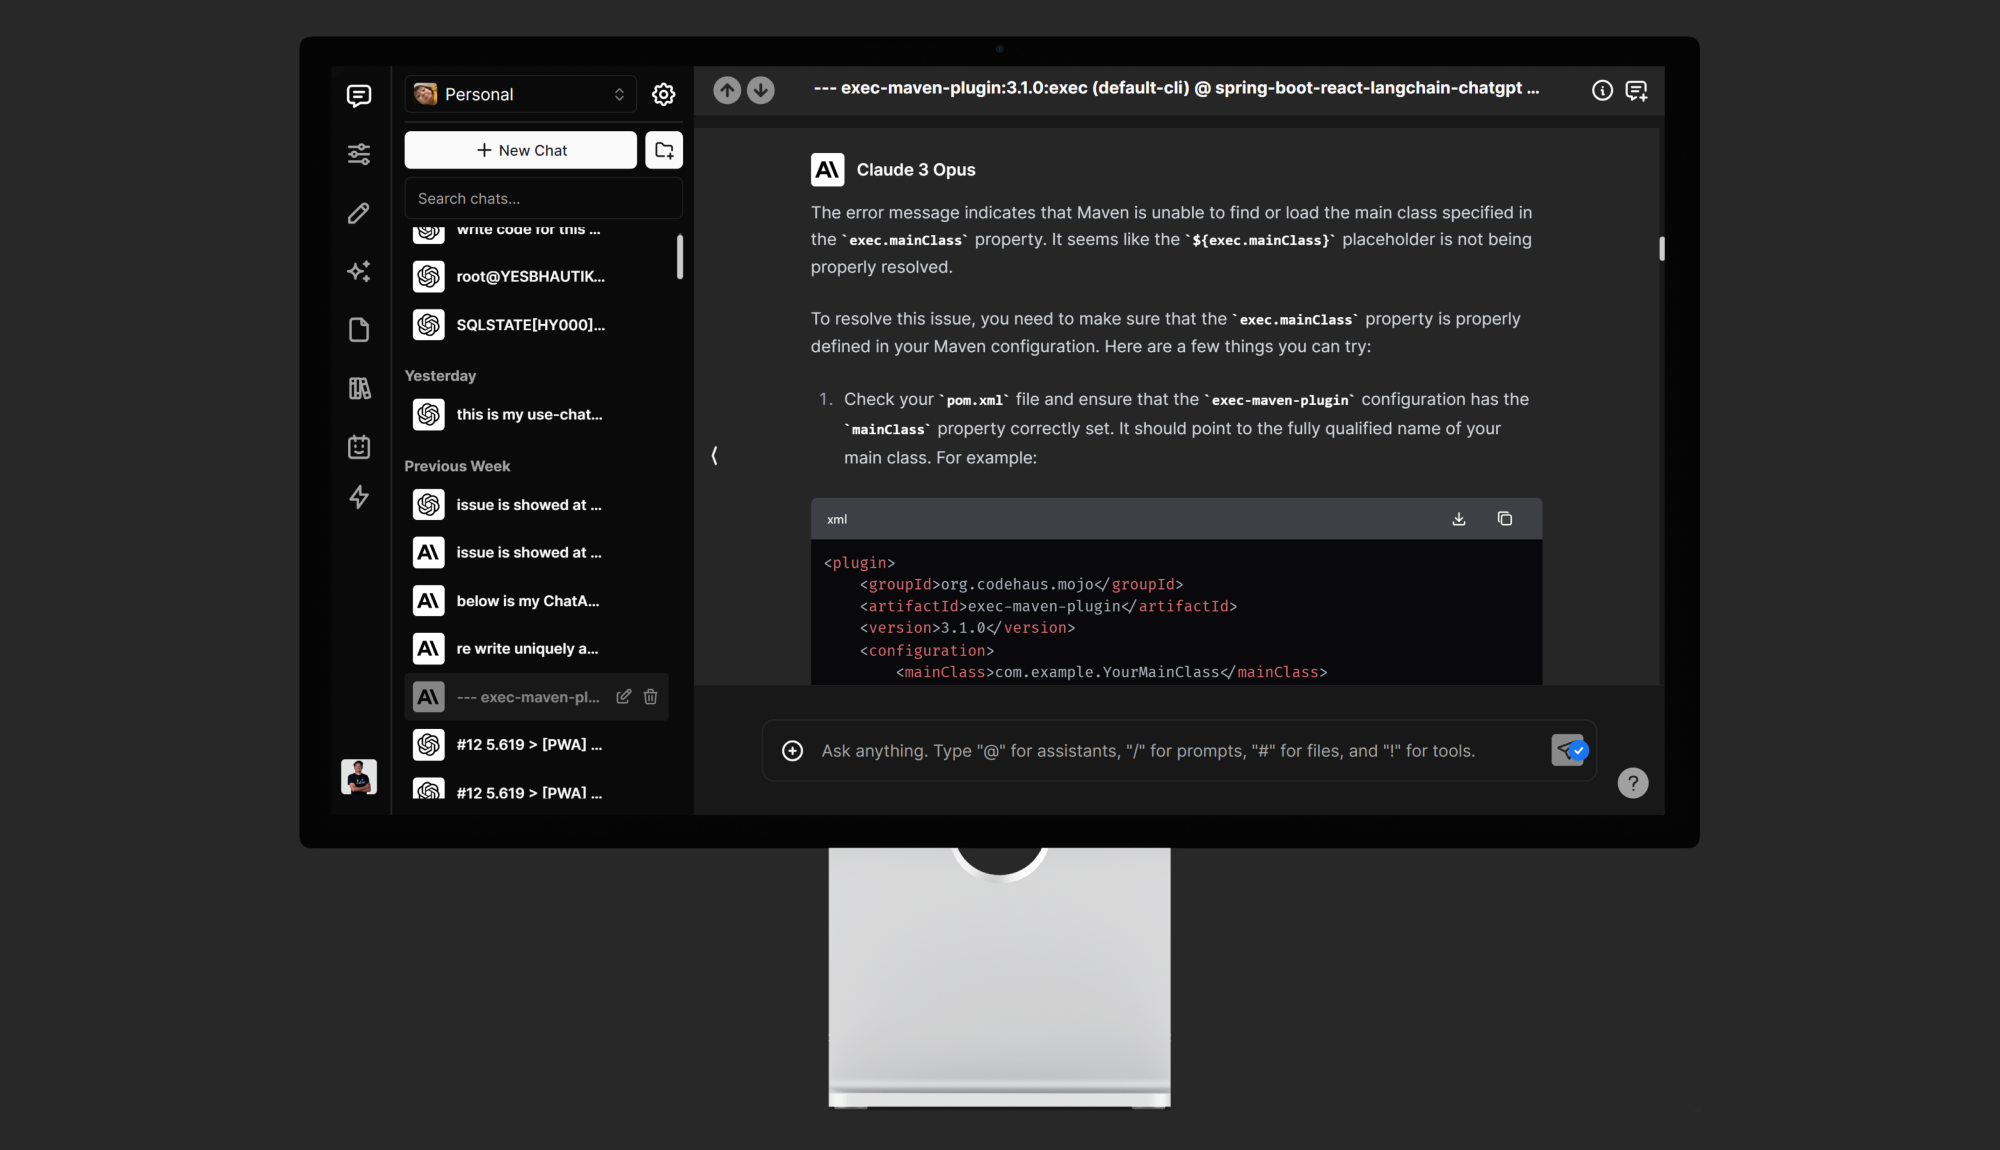 Personal
New Chat
Search chats...
write code for this ...
root@YESBHAUTIK...
SQLSTATE[HY000]...
Yesterday
this is my use-chat...
Previous Week
issue is showed at ...
issue is showed at ...
below is my ChatA...
re write uniquely a...
--- exec-maven-pl...
#12 5.619 > [PWA] ...
#12 5.619 > [PWA] ...
--- exec-maven-plugin:3.1.0:exec (default-cli) @ spring-boot-react-langchain-chatgpt ...
Claude 3 Opus
The error message indicates that Maven is unable to find or load the main class specified in
the `exec.mainClass` property. It seems like the `${exec.mainClass}` placeholder is not being
properly resolved.
To resolve this issue, you need to make sure that the `exec.mainClass` property is properly
defined in your Maven configuration. Here are a few things you can try:
1. Check your `pom.xml` file and ensure that the `exec-maven-plugin` configuration has the
`mainClass` property correctly set. It should point to the fully qualified name of your
main class. For example:
xml
<plugin>
<groupId>org.codehaus.mojo</groupId>
<artifactId>exec-maven-plugin</artifactId>
<version>3.1.0</version>
<configuration>
<mainClass>com.example.YourMainClass</mainClass>
Ask anything. Type "@" for assistants, "/" for prompts, "#" for files, and "!" for tools.
?